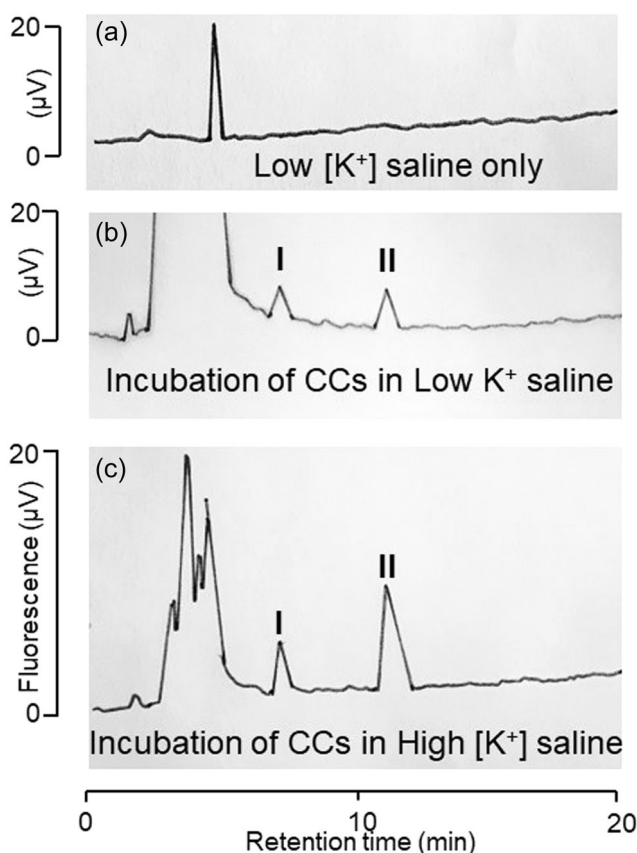 20
(µV)
0
(a)
Low [K⁺] saline only
20
(µV)
0
(b)
I
II
Incubation of CCs in Low K⁺ saline
20
Fluorescence (µV)
0
(c)
I
II
Incubation of CCs in High [K⁺] saline
0
10
20
Retention time (min)